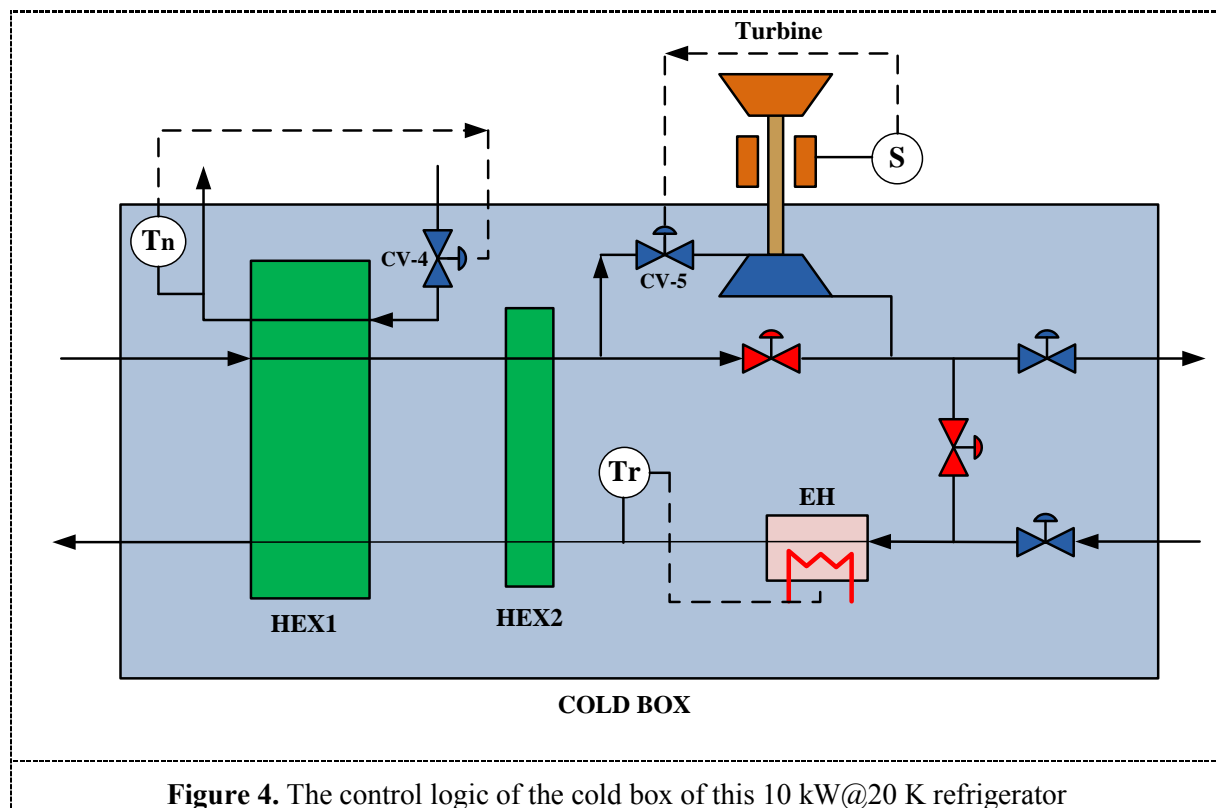 Turbine
S
Tn
CV-4
CV-5
Tr
EH
HEX1
HEX2
COLD BOX
Figure 4. The control logic of the cold box of this 10 kW@20 K refrigerator